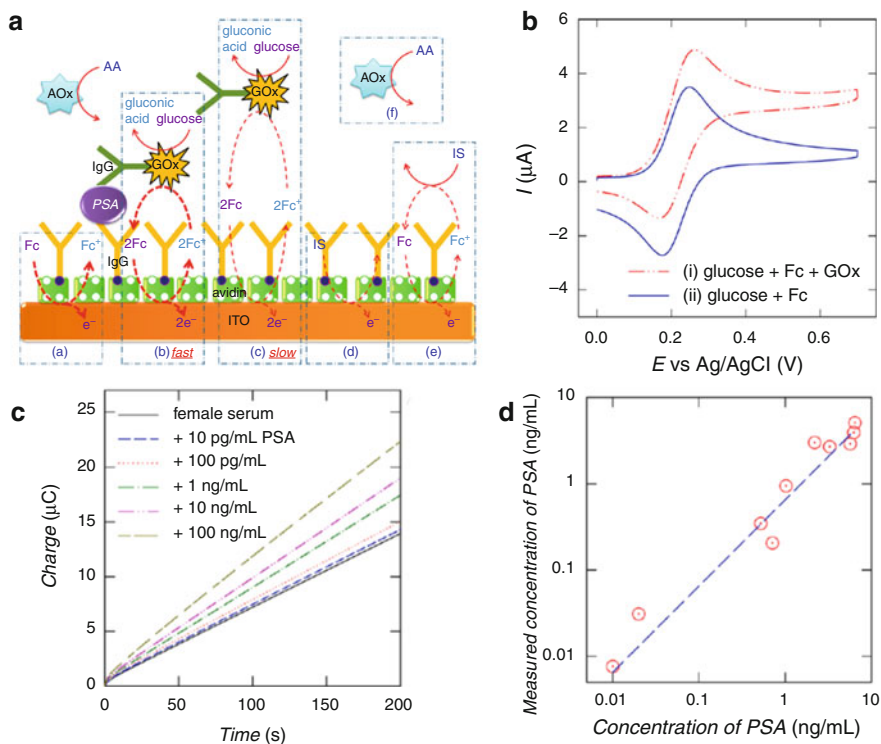 a
gluconic
acid glucose
AA
AOx
GOx
gluconic
acid glucose
IgG
GOx
PSA
2Fc
2Fc⁺
Fc
Fc⁺
2Fc
2Fc⁺
IS
IgG
avidin
e⁻
2e⁻
ITO
2e⁻
e⁻
e⁻
(a)
(b) fast
(c) slow
(d)
(e)
AA
AOx
(f)
IS
Fc
Fc⁺
b
6
4
2
0
−2
−4
I (μA)
(i) glucose + Fc + GOx
(ii) glucose + Fc
0.0
0.2
0.4
0.6
E vs Ag/AgCl (V)
c
25
20
15
10
5
0
Charge (μC)
female serum
+ 10 pg/mL PSA
+ 100 pg/mL
+ 1 ng/mL
+ 10 ng/mL
+ 100 ng/mL
0
50
100
150
200
Time (s)
d
10
1
0.1
0.01
Measured concentration of PSA (ng/mL)
0.01
0.1
1
10
Concentration of PSA (ng/mL)